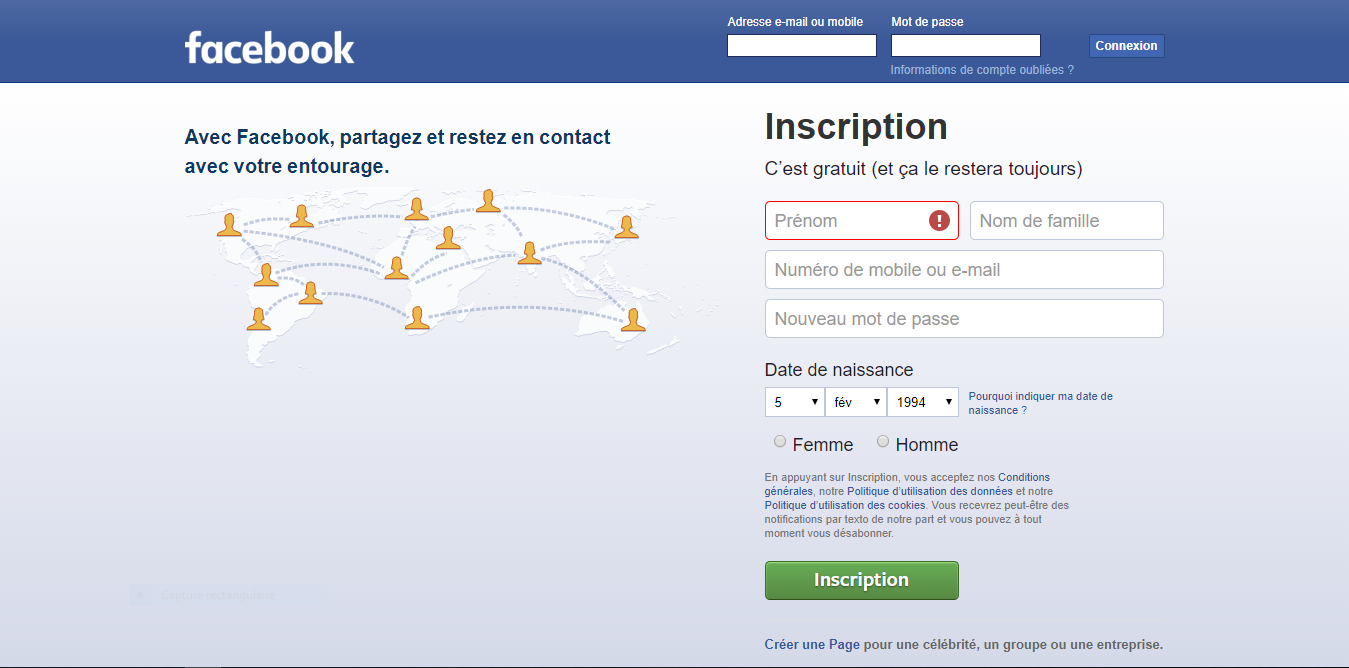 facebook
Adresse e-mail ou mobile
Mot de passe
Connexion
Informations de compte oubliées ?
Avec Facebook, partagez et restez en contact
avec votre entourage.
Inscription
C’est gratuit (et ça le restera toujours)
Prénom
!
Nom de famille
Numéro de mobile ou e-mail
Nouveau mot de passe
Date de naissance
5
fév
1994
Pourquoi indiquer ma date de
naissance ?
Femme
Homme
En appuyant sur Inscription, vous acceptez nos Conditions
générales, notre Politique d’utilisation des données et notre
Politique d’utilisation des cookies. Vous recevrez peut-être des
notifications par texto de notre part et vous pouvez à tout
moment vous désabonner.
Inscription
Capture rectangulaire
Créer une Page pour une célébrité, un groupe ou une entreprise.